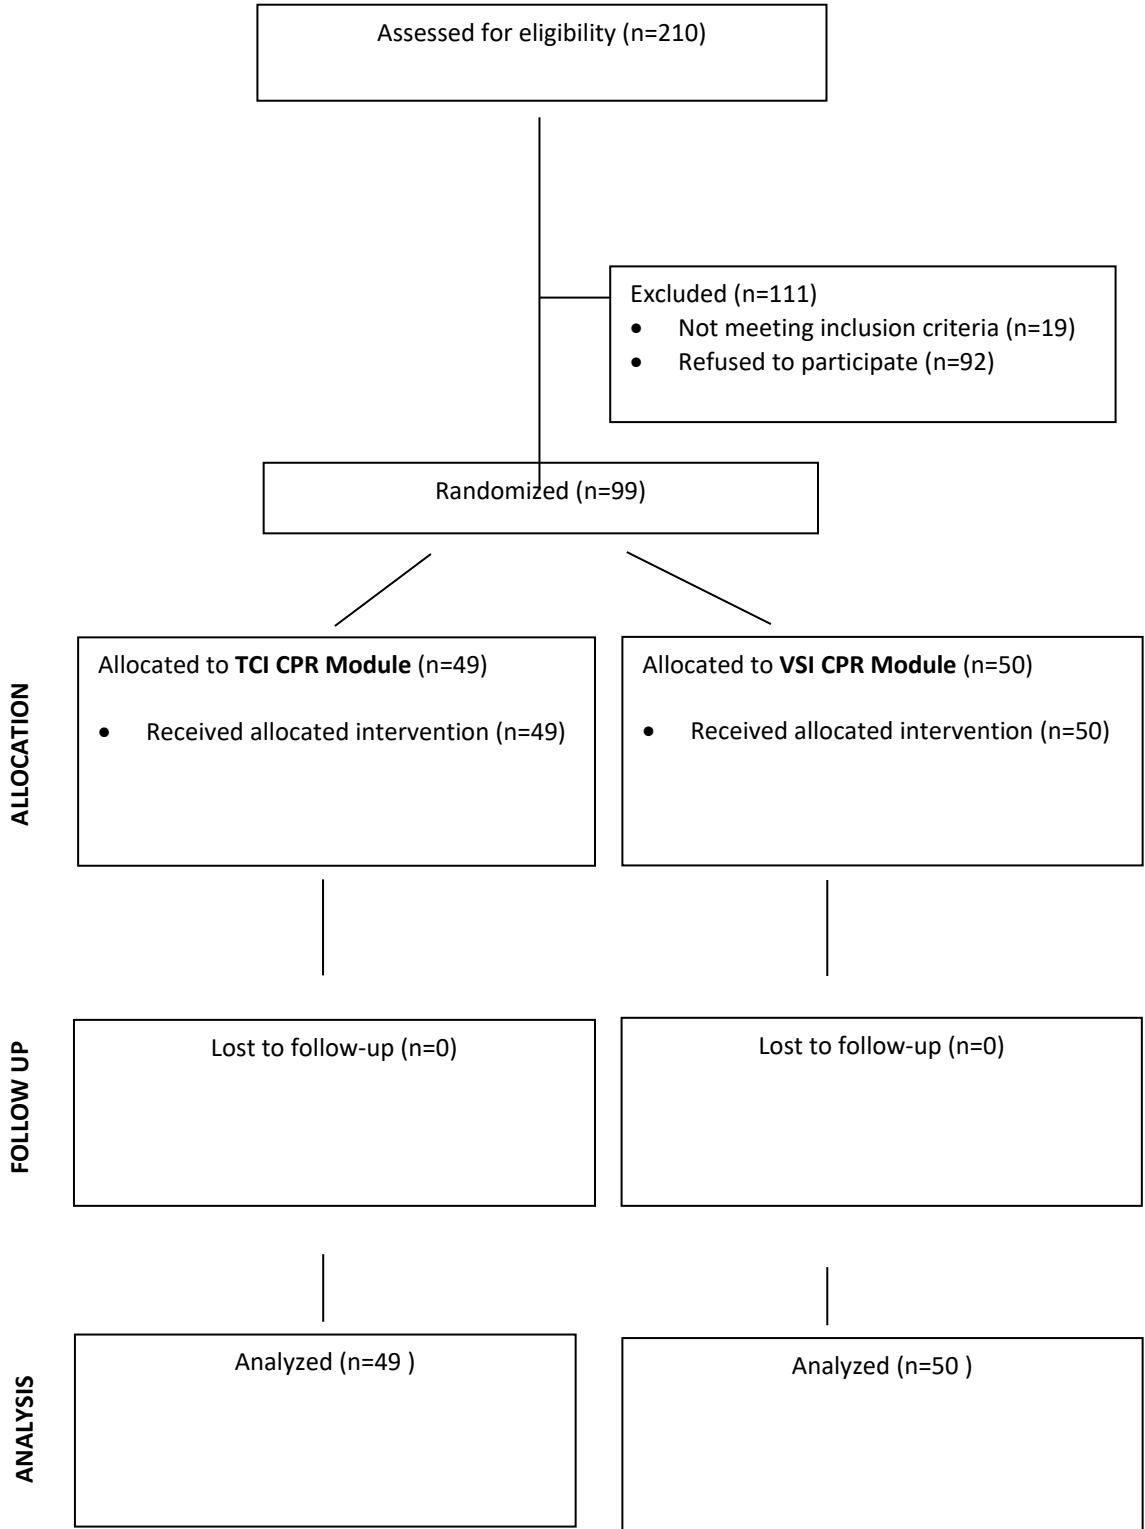 Assessed for eligibility (n=210)
Excluded (n=111)
• Not meeting inclusion criteria (n=19)
• Refused to participate (n=92)
Randomized (n=99)
ALLOCATION
Allocated to TCI CPR Module (n=49)
• Received allocated intervention (n=49)
Allocated to VSI CPR Module (n=50)
• Received allocated intervention (n=50)
FOLLOW UP
Lost to follow-up (n=0)
Lost to follow-up (n=0)
ANALYSIS
Analyzed (n=49 )
Analyzed (n=50 )